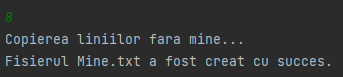 8
Copierea liniilor fara mine...
Fisierul Mine.txt a fost creat cu succes.